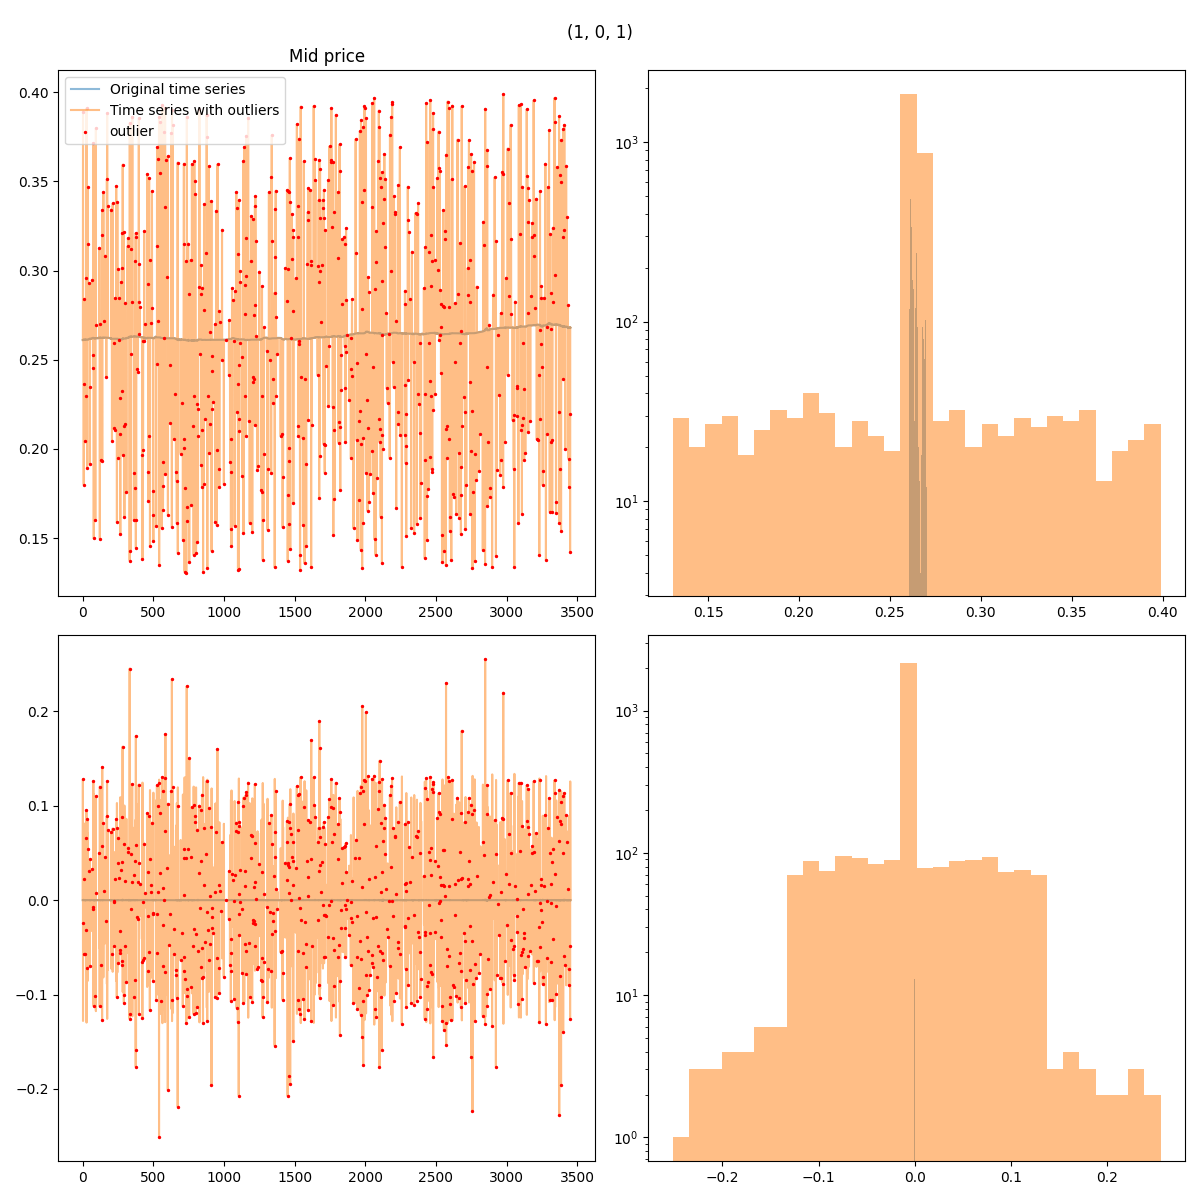 (1, 0, 1)
Mid price
Original time series
Time series with outliers
outlier
0.40
0.35
0.30
0.25
0.20
0.15
0 500 1000 1500 2000 2500 3000 3500
10³
10²
10¹
0.15 0.20 0.25 0.30 0.35 0.40
0.2
0.1
0.0
−0.1
−0.2
0 500 1000 1500 2000 2500 3000 3500
10³
10²
10¹
10⁰
−0.2 −0.1 0.0 0.1 0.2